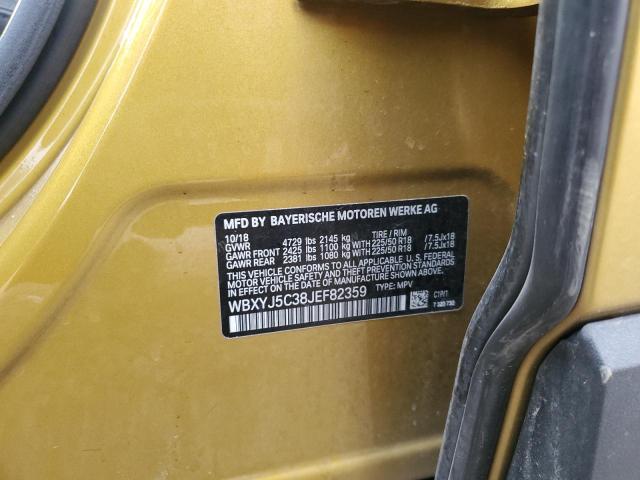 MFD BY BAYERISCHE MOTOREN WERKE AG
10/18 TIRE / RIM
GVWR 4729 lbs 2145 kg
GAWR FRONT 2425 lbs 1100 kg WITH 225/50 R18 /7.5Jx18
GAWR REAR 2381 lbs 1080 kg WITH 225/50 R18 /7.5Jx18
THIS VEHICLE CONFORMS TO ALL APPLICABLE U.S. FEDERAL
MOTOR VEHICLE SAFETY AND THEFT PREVENTION STANDARDS
IN EFFECT ON THE DATE OF MANUFACTURE SHOWN ABOVE.
WBXYJ5C38JEF82359 TYPE: MPV